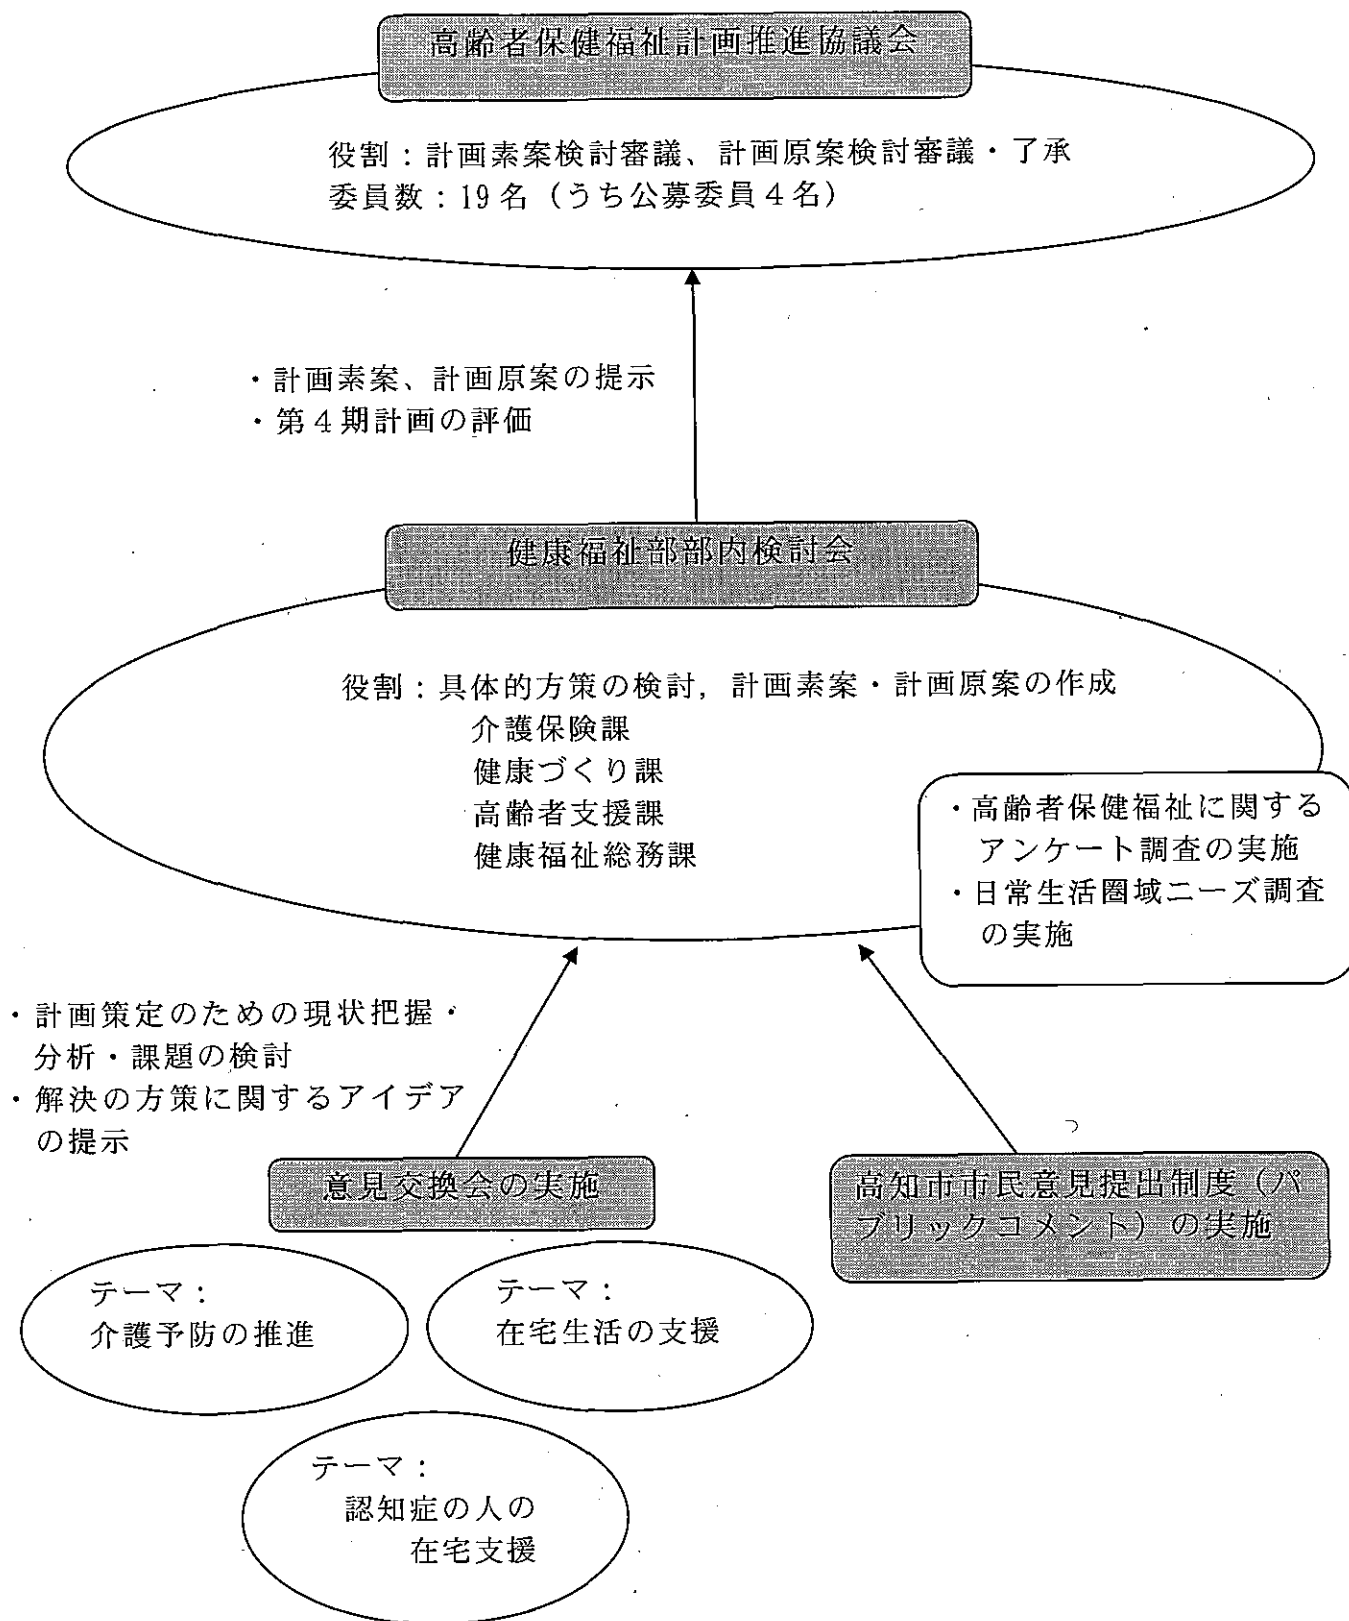 高齢者保健福祉計画推進協議会
役割：計画素案検討審議、計画原案検討審議・了承
委員数：19名（うち公募委員４名）
・計画素案、計画原案の提示
・第４期計画の評価
健康福祉部部内検討会
役割：具体的方策の検討，計画素案・計画原案の作成
介護保険課
健康づくり課
高齢者支援課
健康福祉総務課
・高齢者保健福祉に関する
アンケート調査の実施
・日常生活圏域ニーズ調査
の実施
・計画策定のための現状把握・
分析・課題の検討
・解決の方策に関するアイデア
の提示
意見交換会の実施
高知市市民意見提出制度（パ
ブリックコメント）の実施
テーマ：
介護予防の推進
テーマ：
在宅生活の支援
テーマ：
認知症の人の
在宅支援